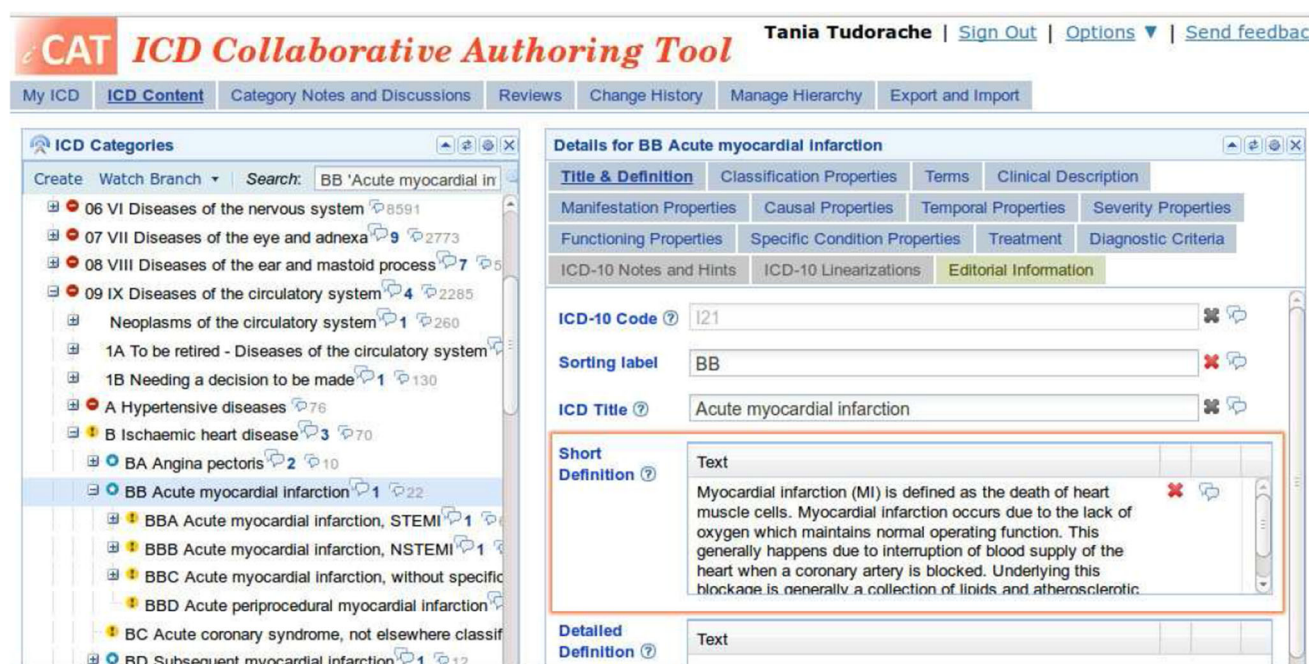 iCAT ICD Collaborative Authoring Tool
Tania Tudorache | Sign Out | Options ▼ | Send feedbac
My ICD ICD Content Category Notes and Discussions Reviews Change History Manage Hierarchy Export and Import
ICD Categories
Create Watch Branch ▾ Search: BB 'Acute myocardial in
06 VI Diseases of the nervous system 8591
07 VII Diseases of the eye and adnexa 9 2773
08 VIII Diseases of the ear and mastoid process 7 5
09 IX Diseases of the circulatory system 4 2285
Neoplasms of the circulatory system 1 260
1A To be retired - Diseases of the circulatory system
1B Needing a decision to be made 1 130
A Hypertensive diseases 76
B Ischaemic heart disease 3 70
BA Angina pectoris 2 10
BB Acute myocardial infarction 1 22
BBA Acute myocardial infarction, STEMI 1
BBB Acute myocardial infarction, NSTEMI 1
BBC Acute myocardial infarction, without specific
BBD Acute periprocedural myocardial infarction
BC Acute coronary syndrome, not elsewhere classif
BD Subsequent myocardial infarction 1 12
Details for BB Acute myocardial infarction
Title & Definition Classification Properties Terms Clinical Description
Manifestation Properties Causal Properties Temporal Properties Severity Properties
Functioning Properties Specific Condition Properties Treatment Diagnostic Criteria
ICD-10 Notes and Hints ICD-10 Linearizations Editorial Information
ICD-10 Code ? I21
Sorting label BB
ICD Title ? Acute myocardial infarction
Short
Definition ?
Text
Myocardial infarction (MI) is defined as the death of heart
muscle cells. Myocardial infarction occurs due to the lack of
oxygen which maintains normal operating function. This
generally happens due to interruption of blood supply of the
heart when a coronary artery is blocked. Underlying this
blockage is generally a collection of lipids and atherosclerotic
Detailed
Definition ?
Text